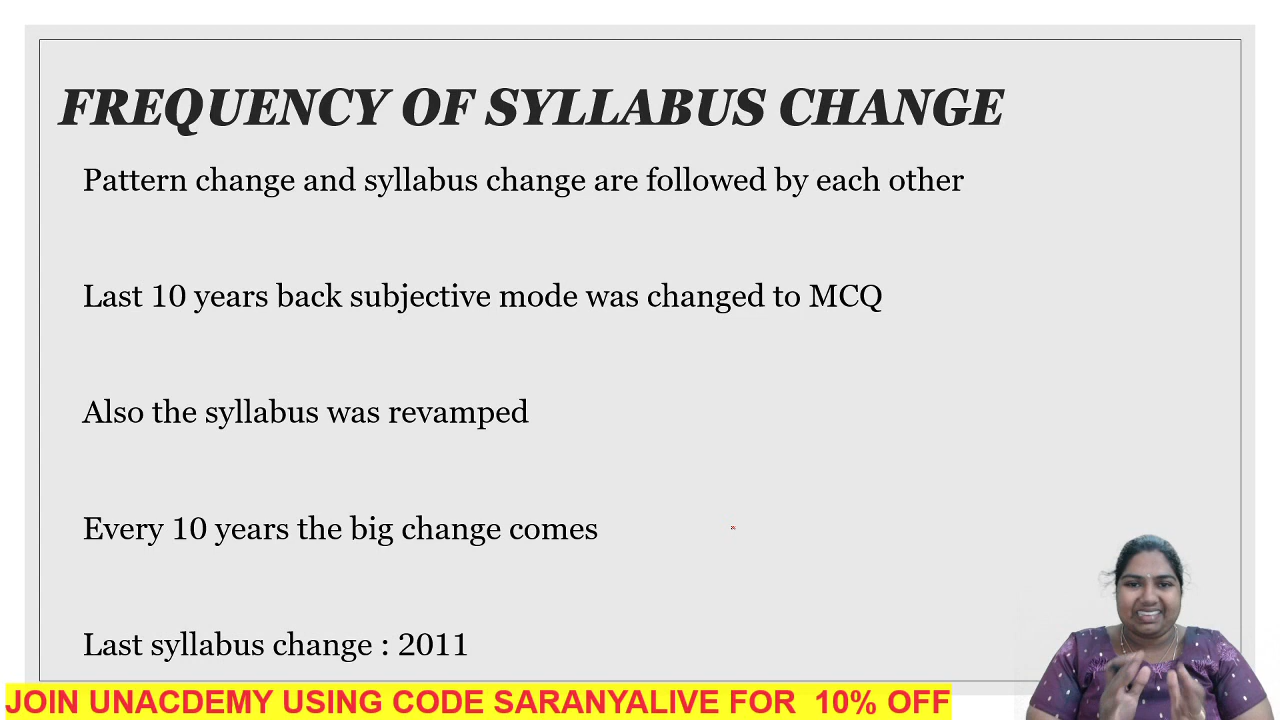 FREQUENCY OF SYLLABUS CHANGE
Pattern change and syllabus change are followed by each other
Last 10 years back subjective mode was changed to MCQ
Also the syllabus was revamped
Every 10 years the big change comes
Last syllabus change : 2011
JOIN UNACDEMY USING CODE SARANYALIVE FOR 10% OFF